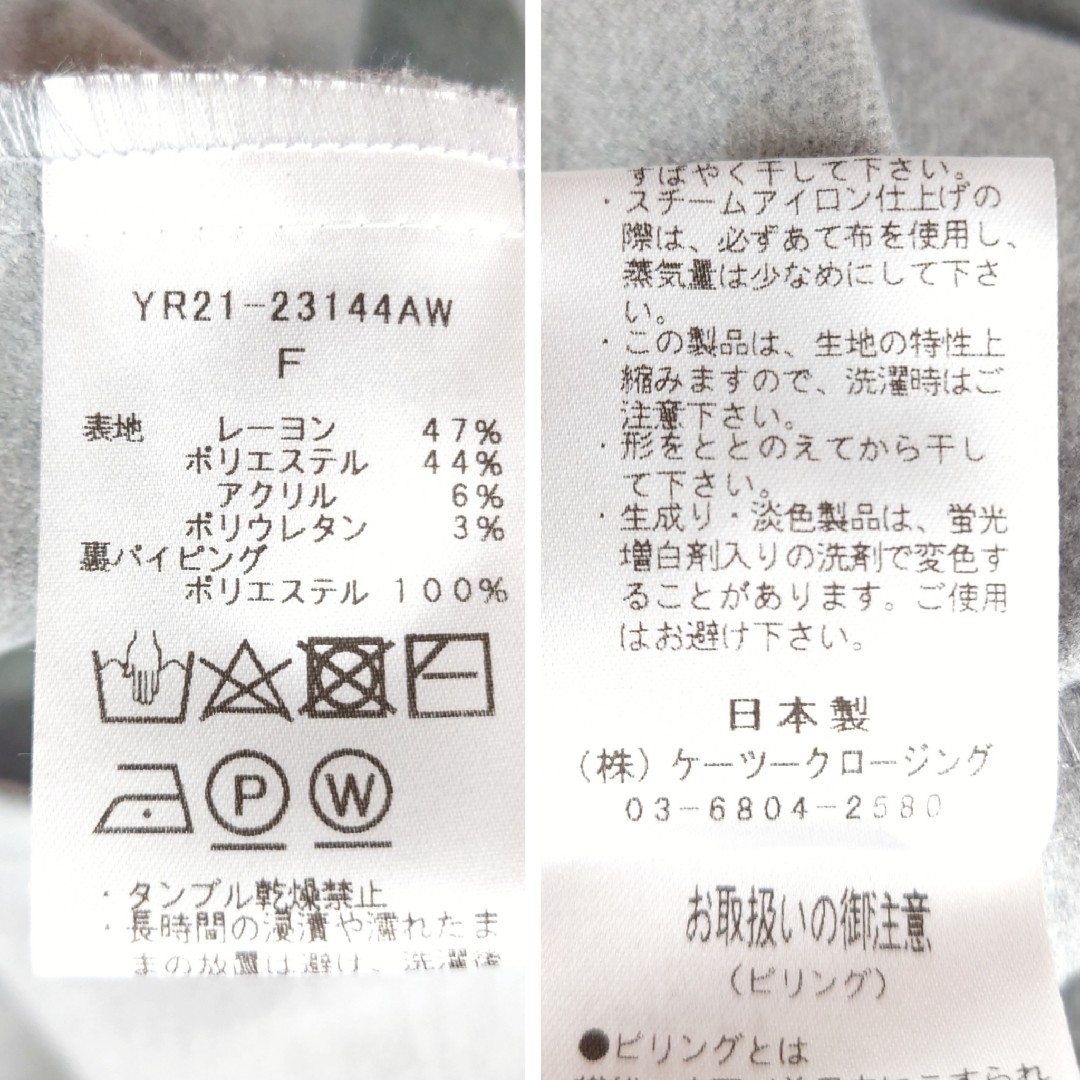 YR21-23144AW
F
表地 レーヨン 47%
ポリエステル 44%
アクリル 6%
ポリウレタン 3%
裏パイピング
ポリエステル 100%
P W
・タンブル乾燥禁止
・長時間の浸漬や濡れたま
まの放置は避け、洗濯後
すばやく干して下さい。
・スチームアイロン仕上げの
際は、必ずあて布を使用し、
蒸気量は少なめにして下さ
い。
・この製品は、生地の特性上
縮みますので、洗濯時はご
注意下さい。
・形をととのえてから干し
て下さい。
・生成り・淡色製品は、蛍光
増白剤入りの洗剤で変色す
ることがあります。ご使用
はお避け下さい。
日本製
(株)ケーツークロージング
03-6804-2580
お取扱いの御注意
(ピリング)
●ピリングとは